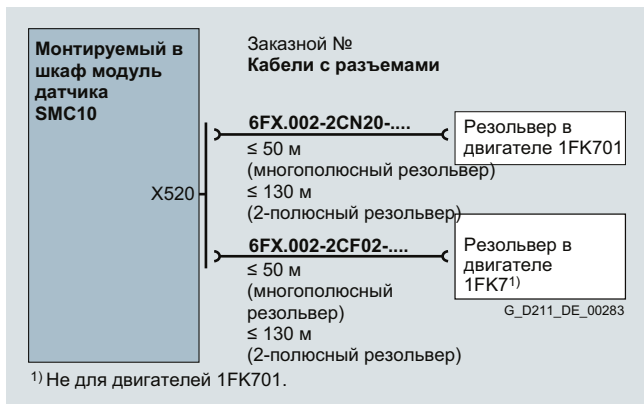 Монтируемый в
шкаф модуль
датчика
SMC10
Заказной №
Кабели с разъемами
X520
6FX.002-2CN20-....
≤ 50 м
(многополюсный резольвер)
≤ 130 м
(2-полюсный резольвер)
Резольвер в
двигателе 1FK701
6FX.002-2CF02-....
≤ 50 м
(многополюсный
резольвер)
≤ 130 м
(2-полюсный резольвер)
Резольвер в
двигателе
1FK7¹⁾
G_D211_DE_00283
¹⁾ Не для двигателей 1FK701.